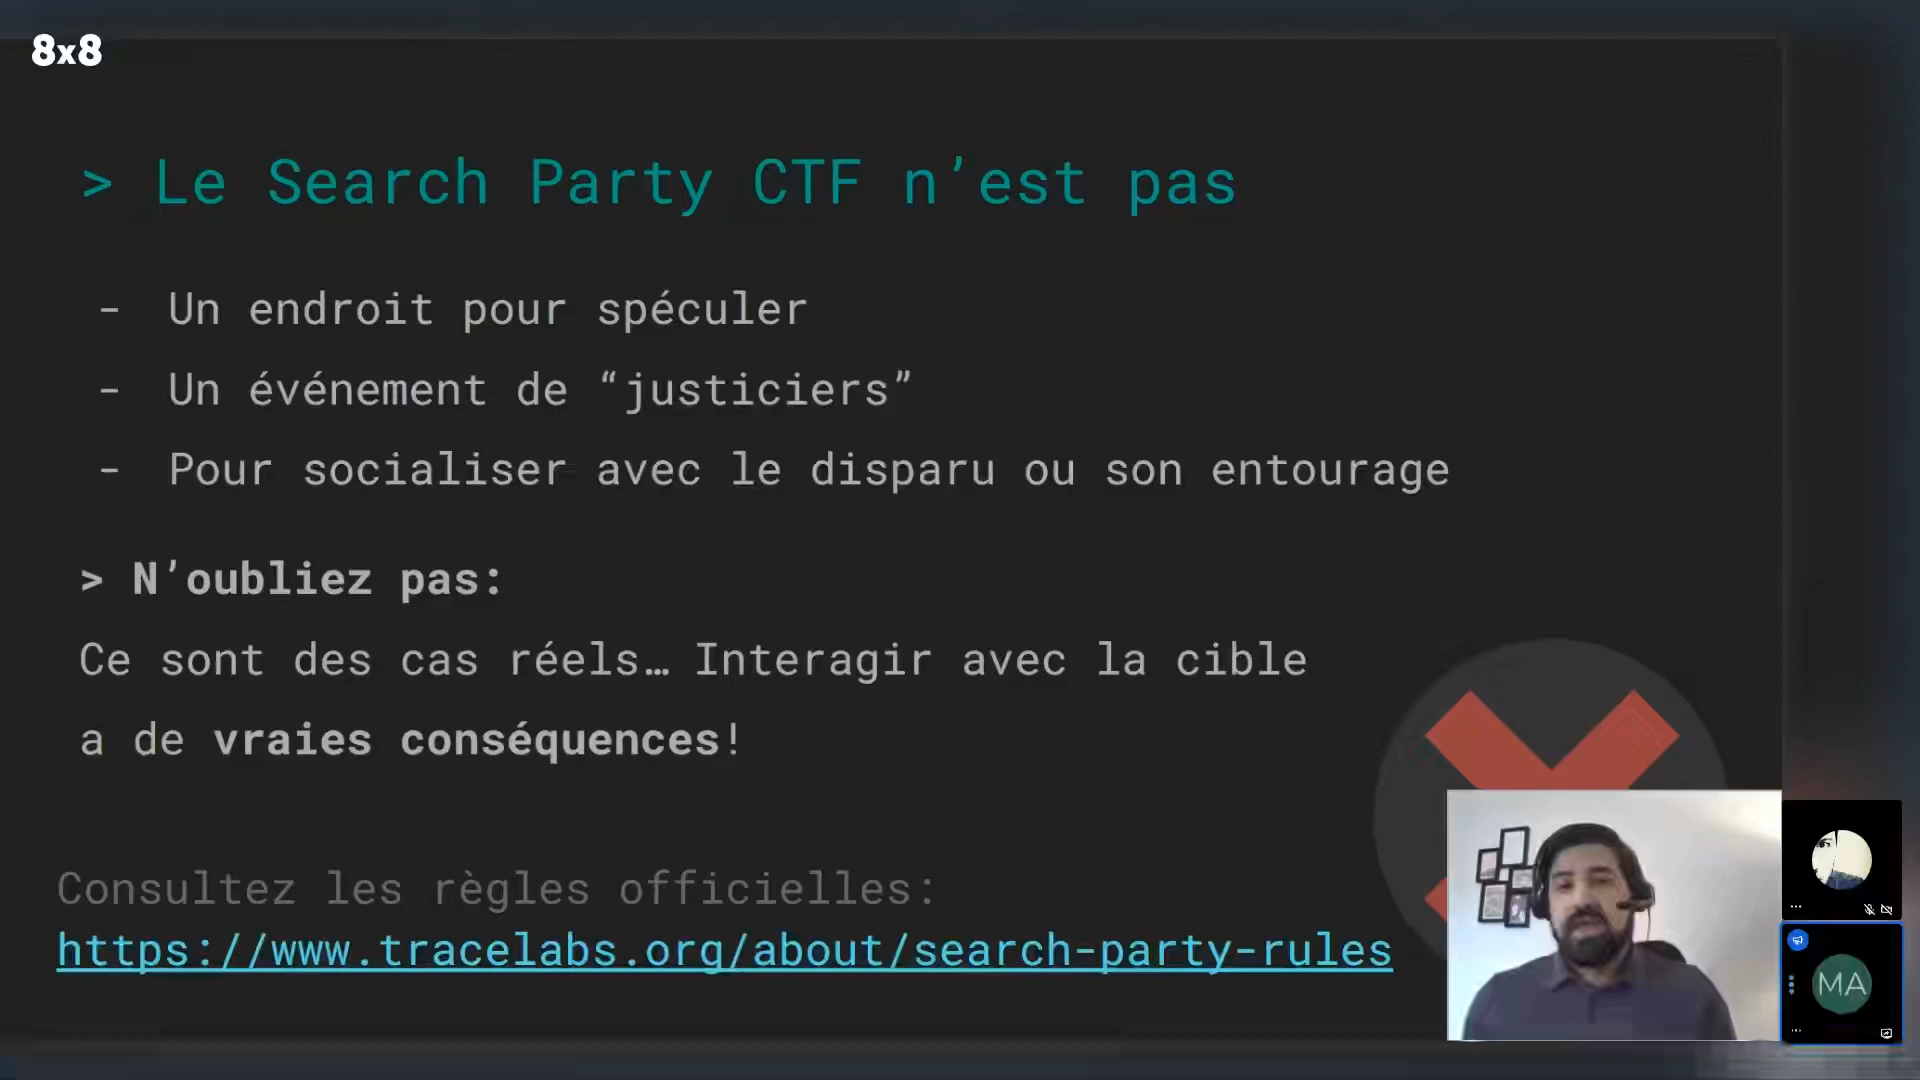 8x8
> Le Search Party CTF n’est pas
- Un endroit pour spéculer
- Un événement de “justiciers”
- Pour socialiser avec le disparu ou son entourage
> N’oubliez pas:
Ce sont des cas réels… Interagir avec la cible
a de vraies conséquences!
Consultez les règles officielles:
https://www.tracelabs.org/about/search-party-rules
MA